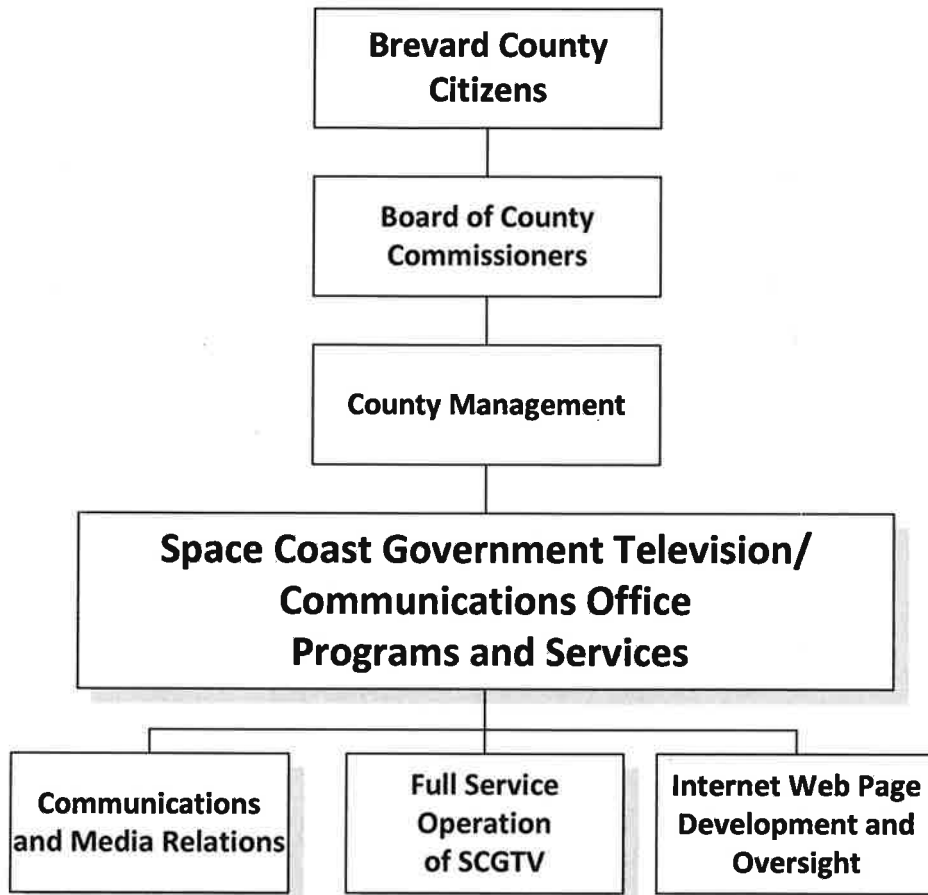 Brevard County
Citizens
Board of County
Commissioners
County Management
Space Coast Government Television/
Communications Office
Programs and Services
Communications
and Media Relations
Full Service
Operation
of SCGTV
Internet Web Page
Development and
Oversight